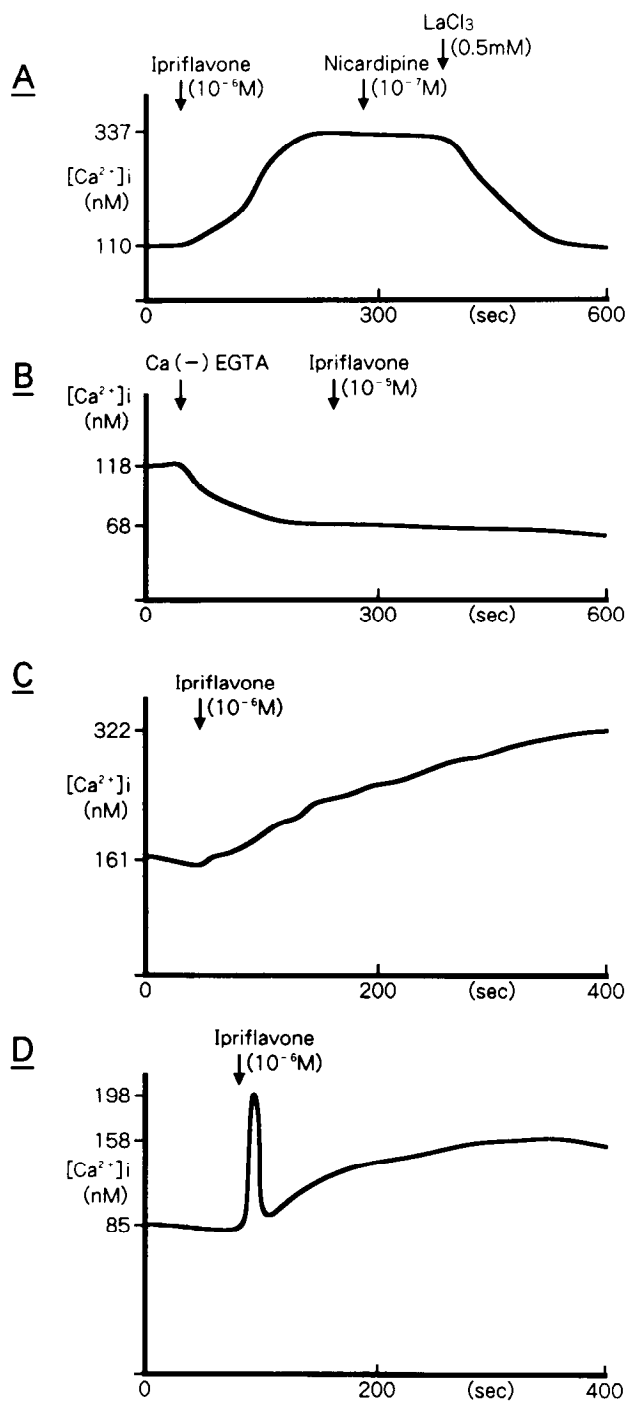 A
Ipriflavone
(10⁻⁶M)
Nicardipine
(10⁻⁷M)
LaCl₃
(0.5mM)
337
[Ca²⁺]i
(nM)
110
0
300
(sec)
600
B
Ca (−) EGTA
Ipriflavone
(10⁻⁵M)
[Ca²⁺]i
(nM)
118
68
0
300
(sec)
600
C
Ipriflavone
(10⁻⁶M)
322
[Ca²⁺]i
(nM)
161
0
200
(sec)
400
D
Ipriflavone
(10⁻⁶M)
198
158
[Ca²⁺]i
(nM)
85
0
200
(sec)
400